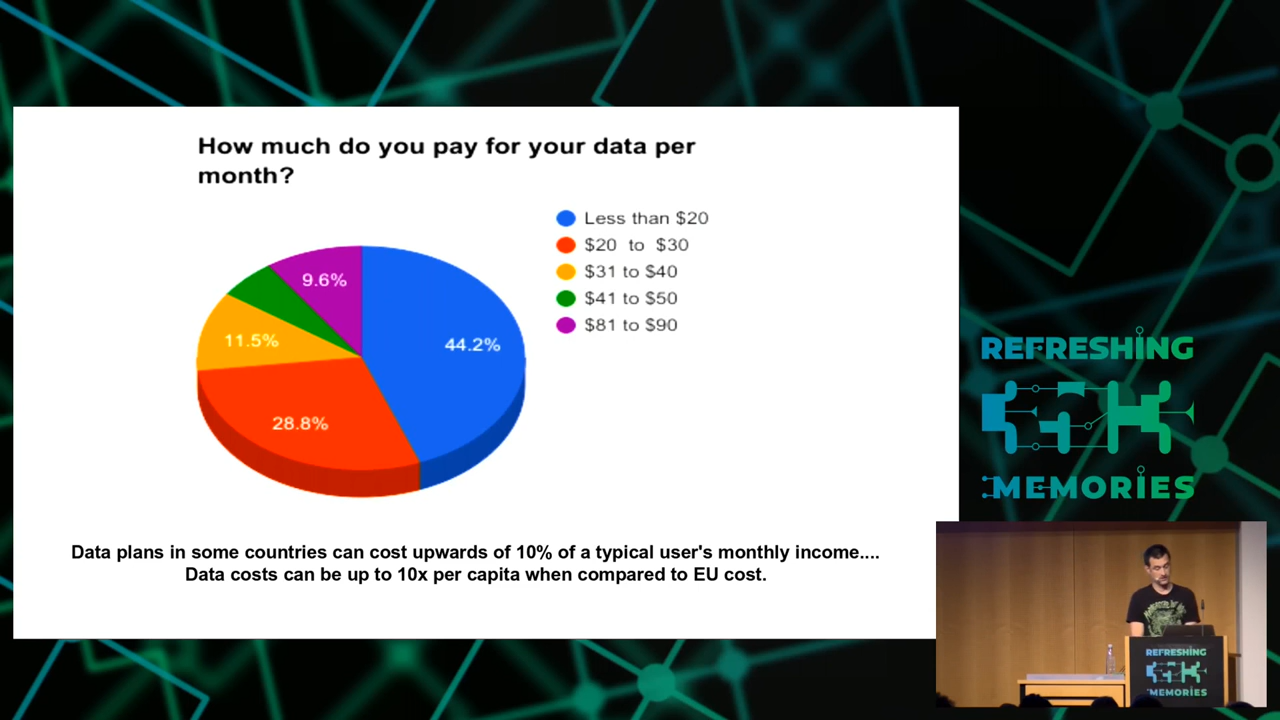 How much do you pay for your data per
month?
Less than $20
$20 to $30
$31 to $40
$41 to $50
$81 to $90
9.6%
44.2%
11.5%
28.8%
Data plans in some countries can cost upwards of 10% of a typical user's monthly income....
Data costs can be up to 10x per capita when compared to EU cost.
REFRESHING
MEMORIES
REFRESHING
MEMORIES